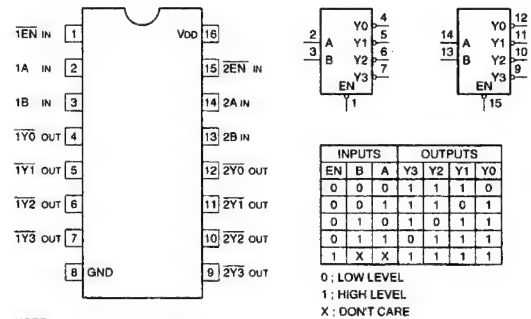 1EN IN 1
VDD 16
1A IN 2
15 2EN IN
1B IN 3
14 2A IN
1Y0 OUT 4
13 2B IN
1Y1 OUT 5
12 2Y0 OUT
1Y2 OUT 6
11 2Y1 OUT
1Y3 OUT 7
10 2Y2 OUT
8 GND
9 2Y3 OUT
2 A Y0 4
3 B Y1 5
Y2 6
Y3 7
EN
1
14 A Y0 12
13 B Y1 11
Y2 10
Y3 9
EN
15
INPUTS OUTPUTS
EN B A Y3 Y2 Y1 Y0
0 0 0 1 1 1 0
0 0 1 1 1 0 1
0 1 0 1 0 1 1
0 1 1 0 1 1 1
1 X X 1 1 1 1
0 ; LOW LEVEL
1 ; HIGH LEVEL
X : DON'T CARE